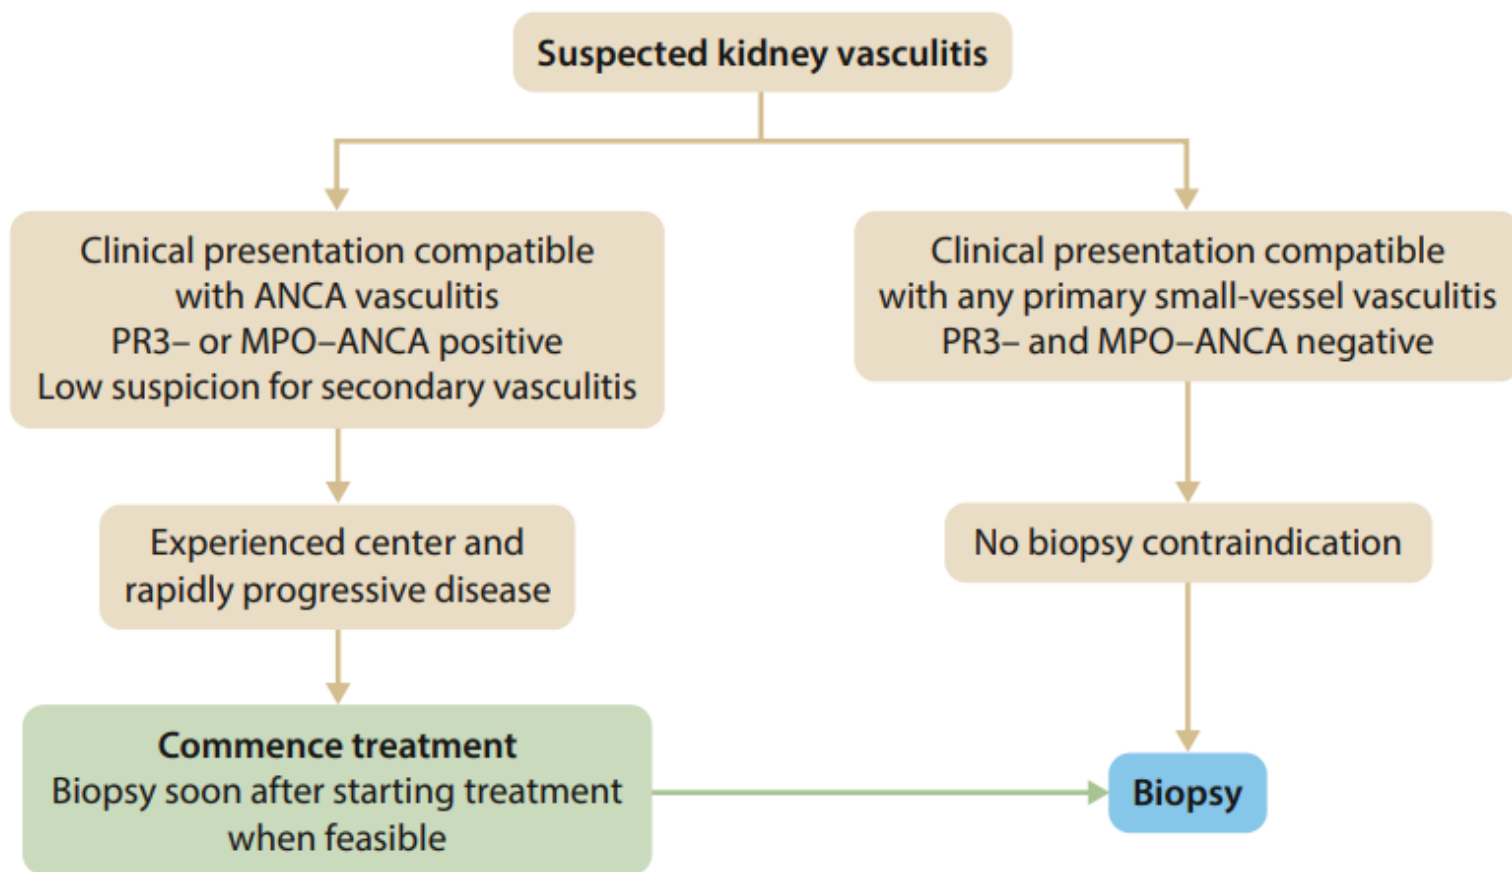 Suspected kidney vasculitis
Clinical presentation compatible
with ANCA vasculitis
PR3– or MPO–ANCA positive
Low suspicion for secondary vasculitis
Clinical presentation compatible
with any primary small-vessel vasculitis
PR3– and MPO–ANCA negative
Experienced center and
rapidly progressive disease
No biopsy contraindication
Commence treatment
Biopsy soon after starting treatment
when feasible
Biopsy